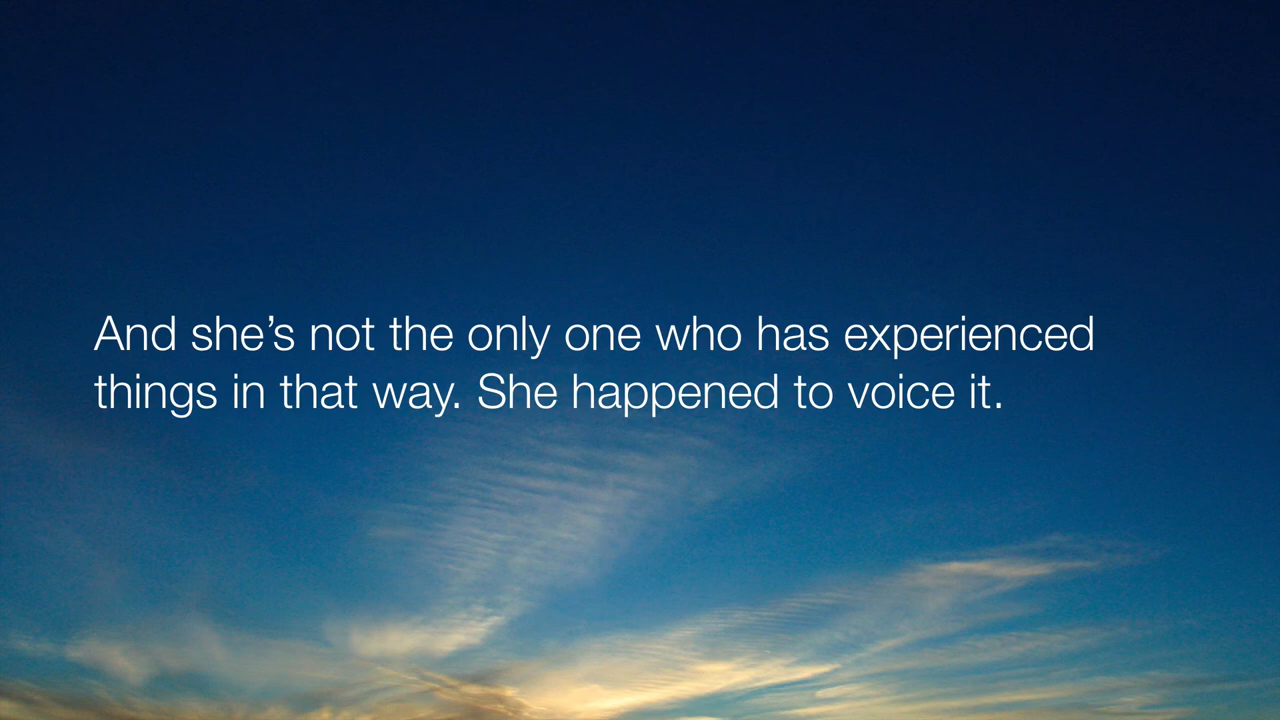 And she’s not the only one who has experienced
things in that way. She happened to voice it.